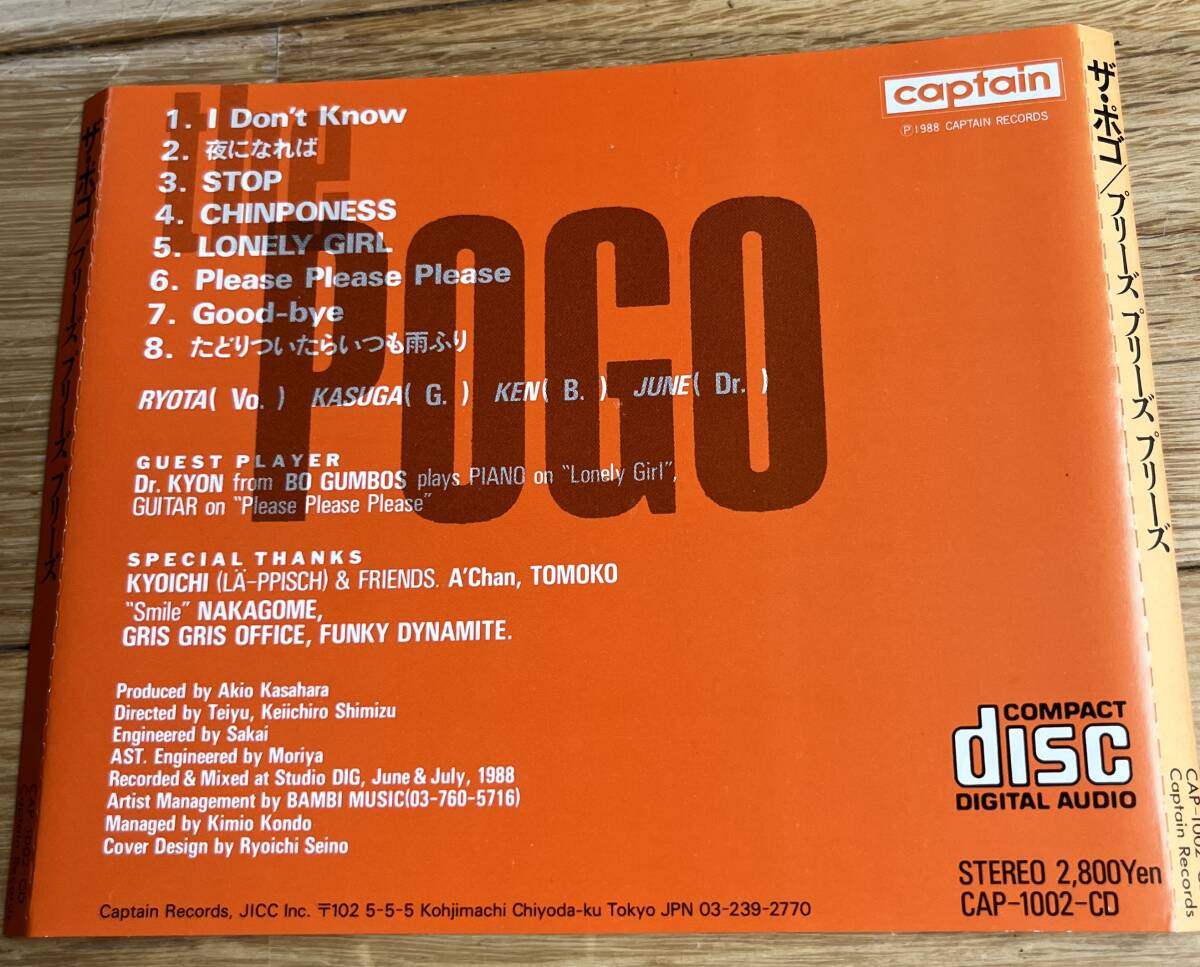 captain
Ⓟ1988 CAPTAIN RECORDS
the
POGO
1. I Don't Know
2. 夜になれば
3. STOP
4. CHINPONESS
5. LONELY GIRL
6. Please Please Please
7. Good-bye
8. たどりついたらいつも雨ふり
RYOTA( Vo. ) KASUGA( G. ) KEN( B. ) JUNE( Dr. )
GUEST PLAYER
Dr. KYON from BO GUMBOS plays PIANO on "Lonely Girl",
GUITAR on "Please Please Please"
SPECIAL THANKS
KYOICHI (LÄ-PPISCH) & FRIENDS. A'Chan, TOMOKO
"Smile" NAKAGOME,
GRIS GRIS OFFICE, FUNKY DYNAMITE.
Produced by Akio Kasahara
Directed by Teiyu, Keiichiro Shimizu
Engineered by Sakai
AST. Engineered by Moriya
Recorded & Mixed at Studio DIG, June & July, 1988
Artist Management by BAMBI MUSIC(03-760-5716)
Managed by Kimio Kondo
Cover Design by Ryoichi Seino
Captain Records, JICC Inc. 〒102 5-5-5 Kohjimachi Chiyoda-ku Tokyo JPN 03-239-2770
COMPACT
disc
DIGITAL AUDIO
STEREO 2,800Yen
CAP-1002-CD
ザ・ポゴ/プリーズ プリーズ プリーズ
CAP-1002-CD
Captain Records
ザ・ポゴ/プリーズ プリーズ プリーズ
CAP-1002
Captain Records